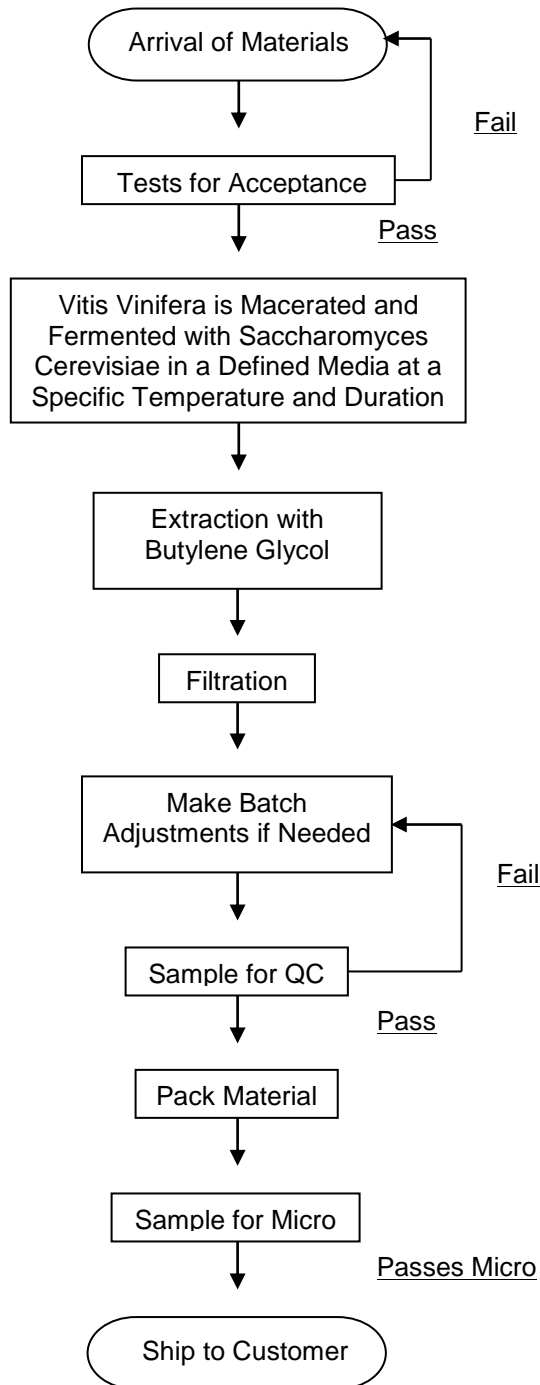 Arrival of Materials
Fail
Tests for Acceptance
Pass
Vitis Vinifera is Macerated and
Fermented with Saccharomyces
Cerevisiae in a Defined Media at a
Specific Temperature and Duration
Extraction with
Butylene Glycol
Filtration
Make Batch
Adjustments if Needed
Fail
Sample for QC
Pass
Pack Material
Sample for Micro
Passes Micro
Ship to Customer